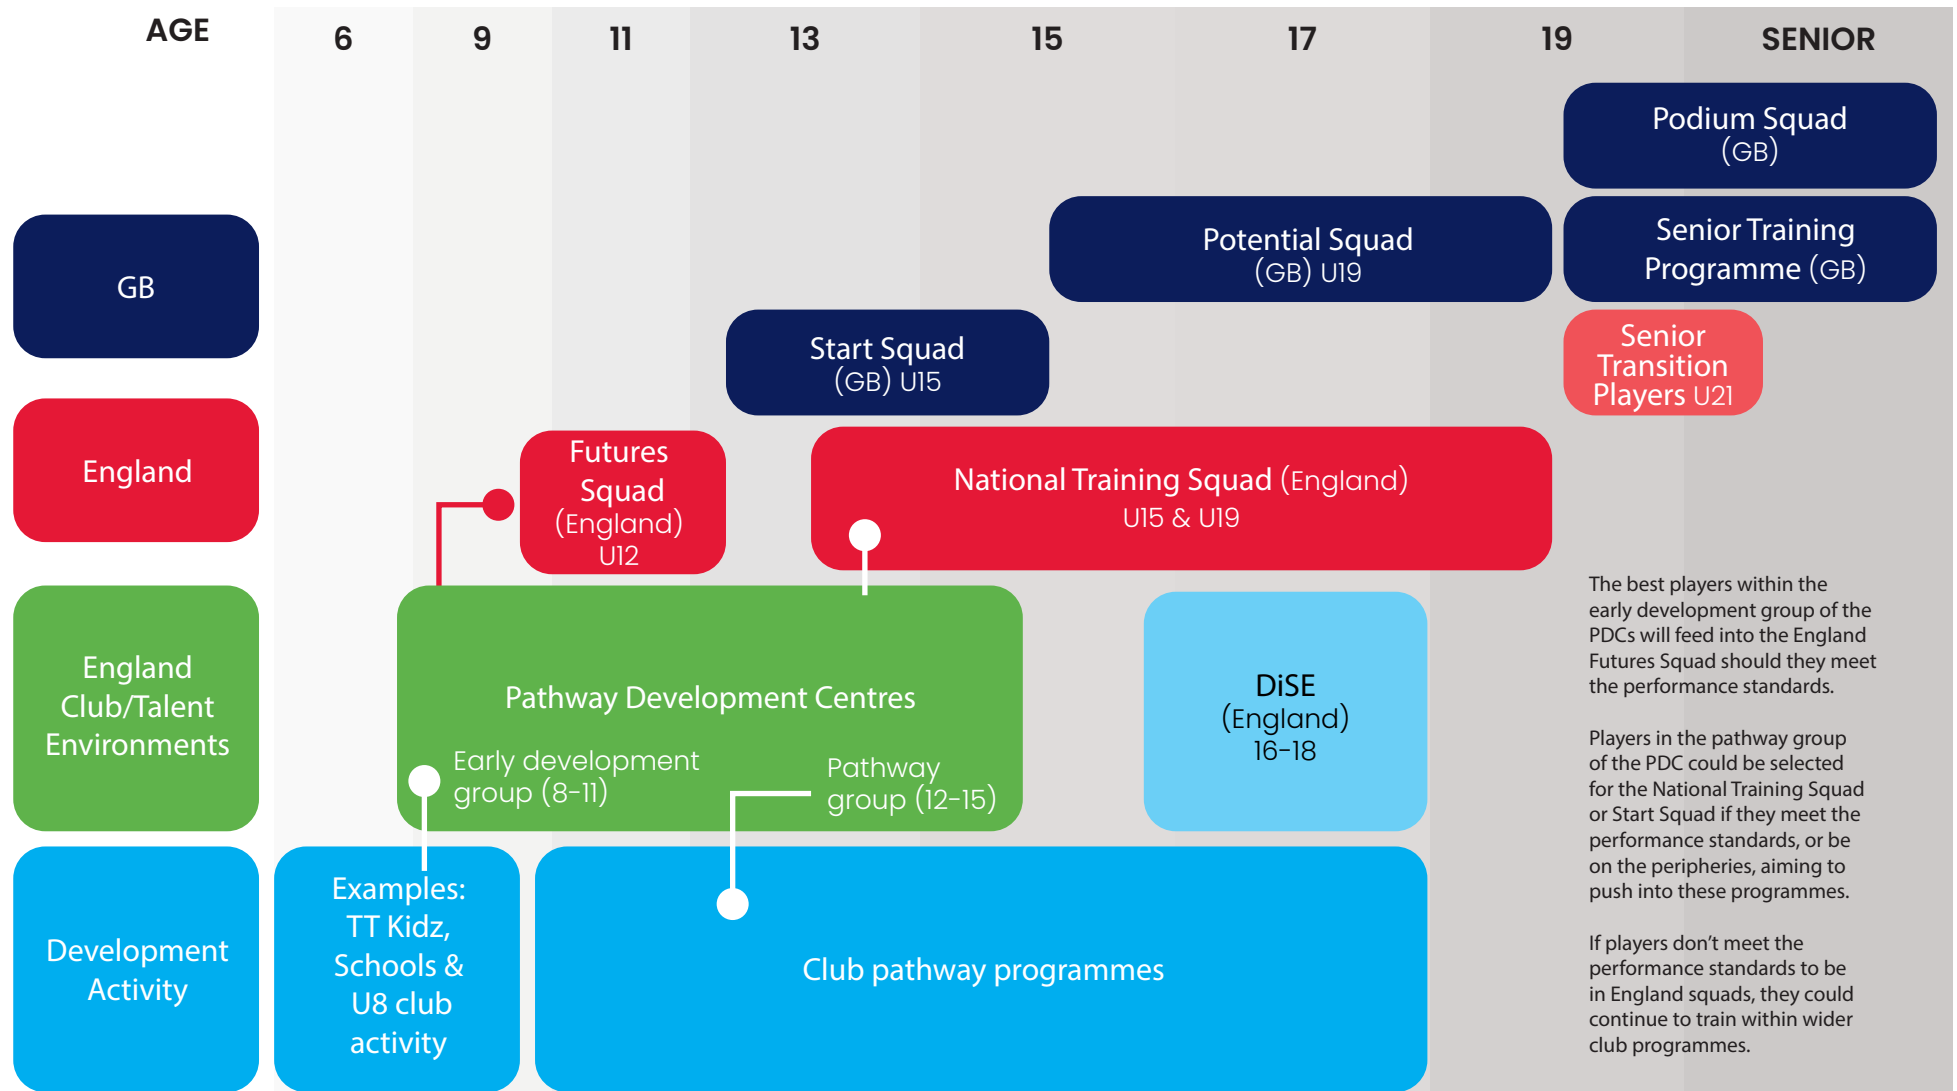 AGE
6
9
11
13
15
17
19
SENIOR
Podium Squad
(GB)
GB
Potential Squad
(GB) U19
Senior Training
Programme (GB)
Start Squad
(GB) U15
Senior
Transition
Players U21
England
Futures
Squad
(England)
U12
National Training Squad (England)
U15 & U19
England
Club/Talent
Environments
Pathway Development Centres
Early development
group (8-11)
Pathway
group (12-15)
DiSE
(England)
16-18
Development
Activity
Examples:
TT Kidz,
Schools &
U8 club
activity
Club pathway programmes
The best players within the
early development group of the
PDCs will feed into the England
Futures Squad should they meet
the performance standards.
Players in the pathway group
of the PDC could be selected
for the National Training Squad
or Start Squad if they meet the
performance standards, or be
on the peripheries, aiming to
push into these programmes.
If players don’t meet the
performance standards to be
in England squads, they could
continue to train within wider
club programmes.